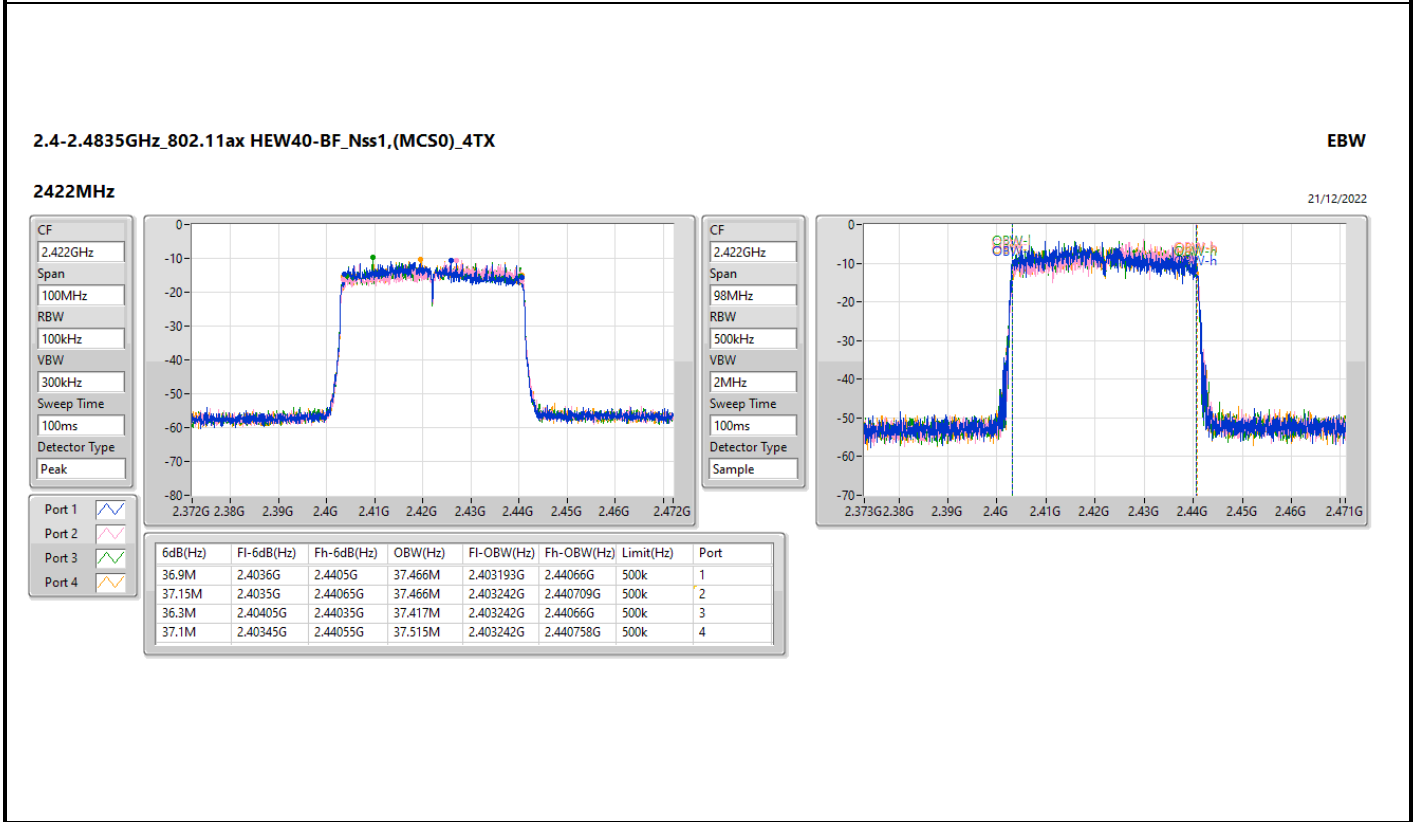 2.4-2.4835GHz_802.11ax HEW40-BF_Nss1,(MCS0)_4TX EBW
2422MHz 21/12/2022
CF
2.422GHz
Span
100MHz
RBW
100kHz
VBW
300kHz
Sweep Time
100ms
Detector Type
Peak
Port 1
Port 2
Port 3
Port 4
0
-10
-20
-30
-40
-50
-60
-70
-80
2.372G 2.38G 2.39G 2.4G 2.41G 2.42G 2.43G 2.44G 2.45G 2.46G 2.472G
CF
2.422GHz
Span
98MHz
RBW
500kHz
VBW
2MHz
Sweep Time
100ms
Detector Type
Sample
0
-10
-20
-30
-40
-50
-60
-70
2.373G 2.38G 2.39G 2.4G 2.41G 2.42G 2.43G 2.44G 2.45G 2.46G 2.471G
6dB(Hz) Fl-6dB(Hz) Fh-6dB(Hz) OBW(Hz) Fl-OBW(Hz) Fh-OBW(Hz) Limit(Hz) Port
36.9M 2.4036G 2.4405G 37.466M 2.403193G 2.44066G 500k 1
37.15M 2.4035G 2.44065G 37.466M 2.403242G 2.440709G 500k 2
36.3M 2.40405G 2.44035G 37.417M 2.403242G 2.44066G 500k 3
37.1M 2.40345G 2.44055G 37.515M 2.403242G 2.440758G 500k 4